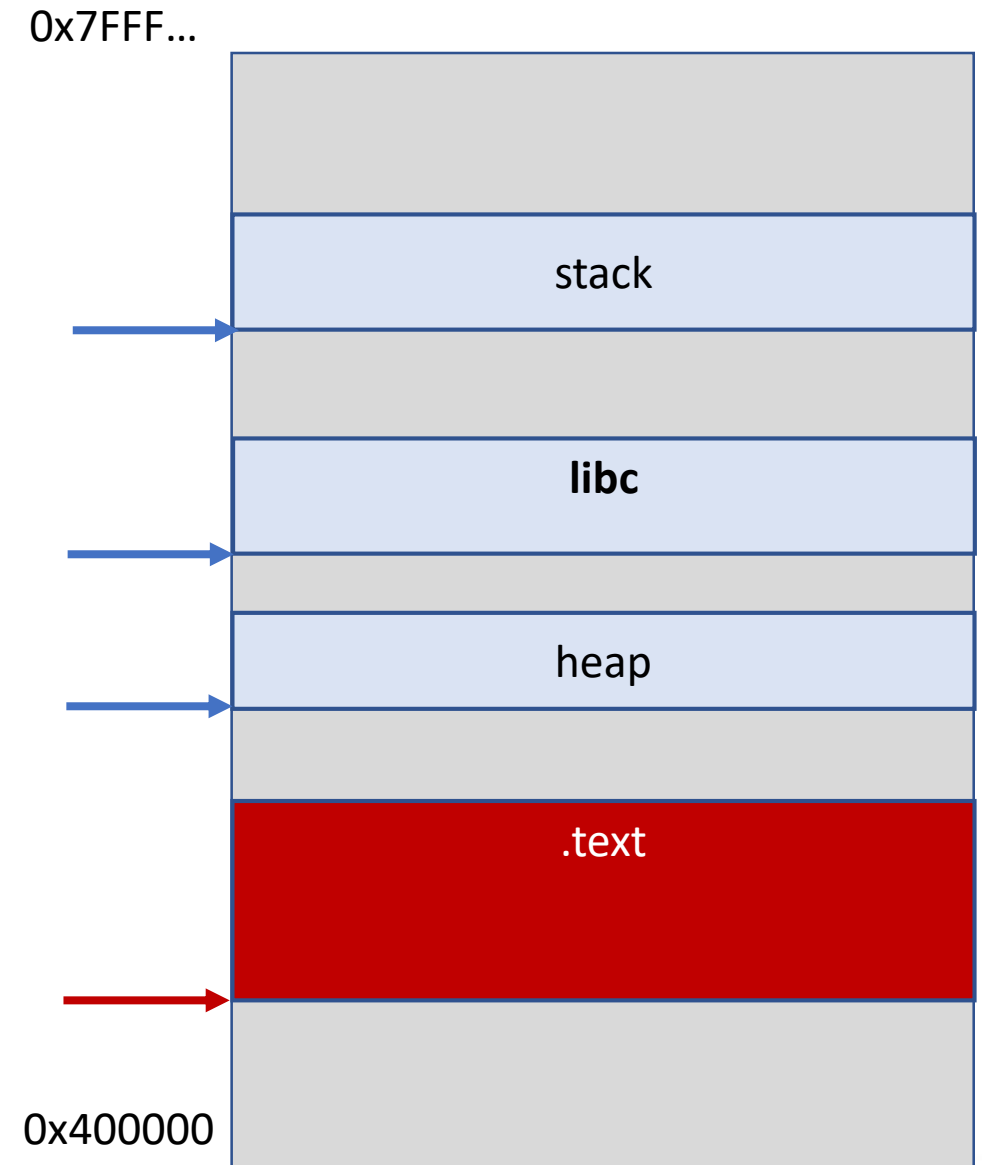 0x7FFF…
stack
libc
heap
.text
0x400000